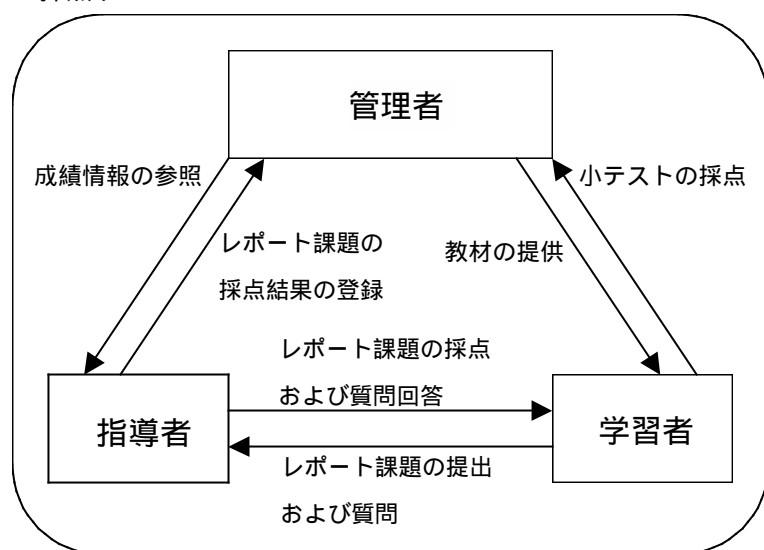 管理者
成績情報の参照
小テストの採点
レポート課題の
採点結果の登録
教材の提供
レポート課題の採点
および質問回答
指導者
学習者
レポート課題の提出
および質問